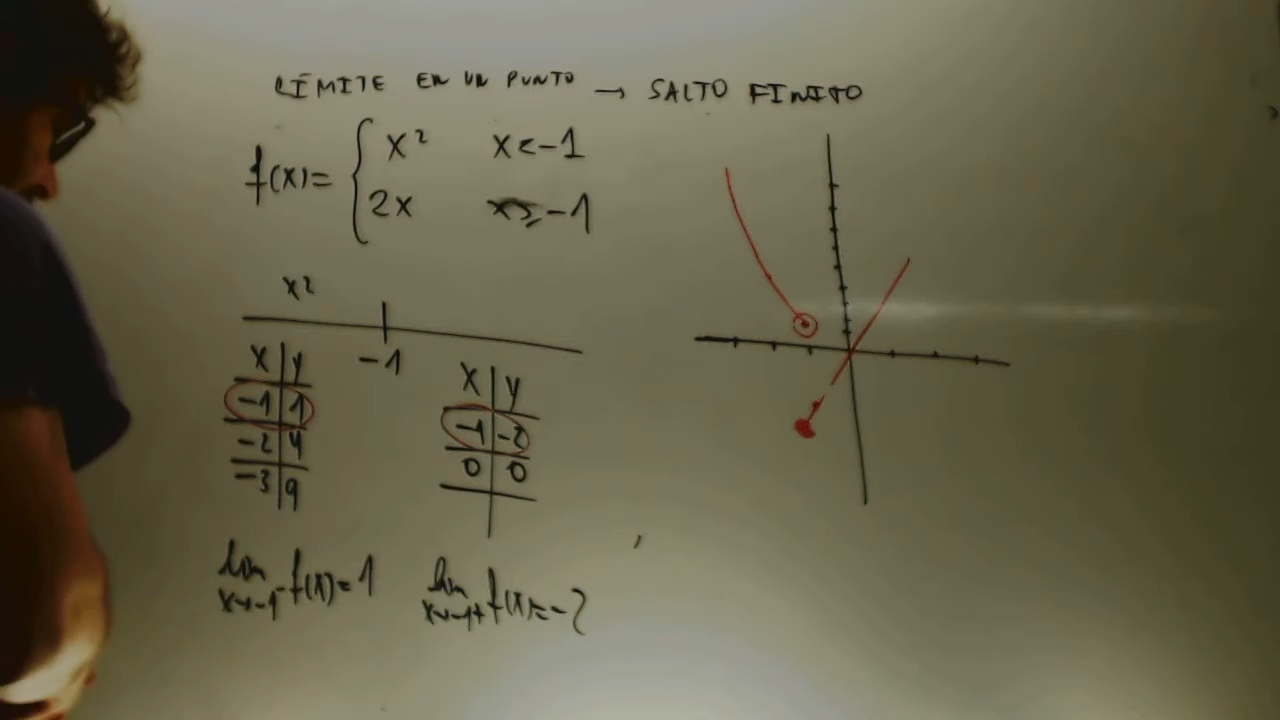 LÍMITE EN UN PUNTO → SALTO FINITO
f(x)= { x² x<-1
2x x≥-1
x²
-1
x | y
-1 | 1
-2 | 4
-3 | 9
x | y
-1 | -2
0 | 0
lim x→-1⁻ f(x)=1
lim x→-1+ f(x)=-2